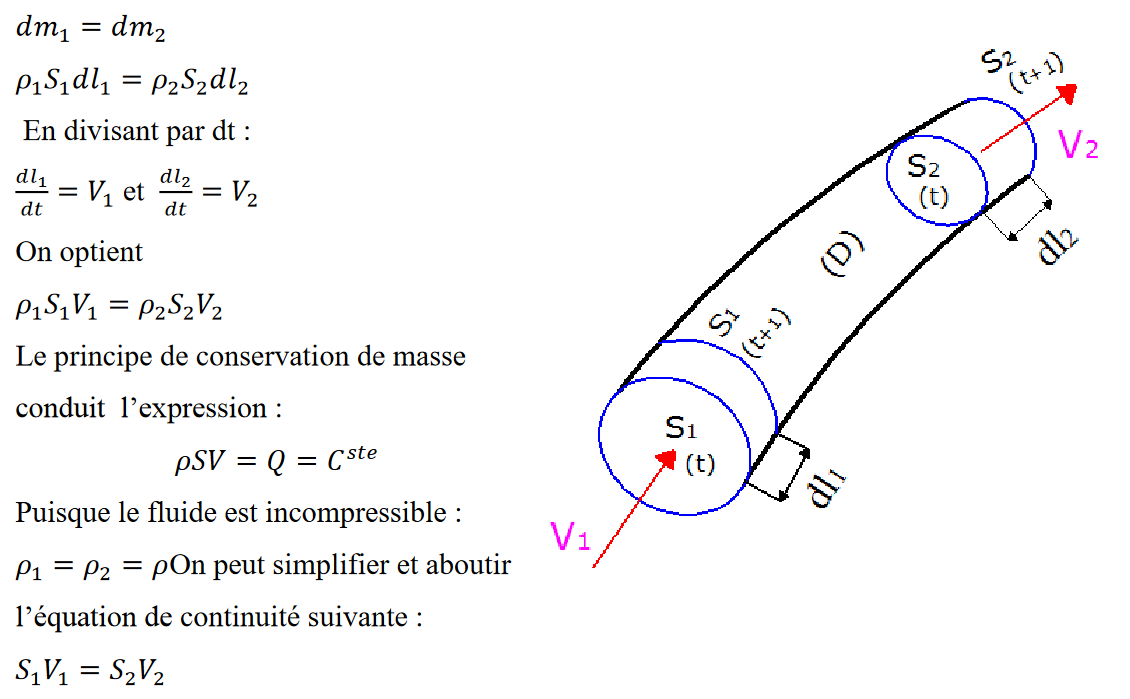 dm₁ = dm₂
ρ₁S₁dl₁ = ρ₂S₂dl₂
En divisant par dt :
dl₁/dt = V₁ et dl₂/dt = V₂
On optient
ρ₁S₁V₁ = ρ₂S₂V₂
Le principe de conservation de masse
conduit l’expression :
ρSV = Q = Cˢᵗᵉ
Puisque le fluide est incompressible :
ρ₁ = ρ₂ = ρOn peut simplifier et aboutir
l’équation de continuité suivante :
S₁V₁ = S₂V₂
S₂
(t+1)
V₂
S₂
(t)
dl₂
(D)
S₁
(t+1)
S₁
(t)
dl₁
V₁